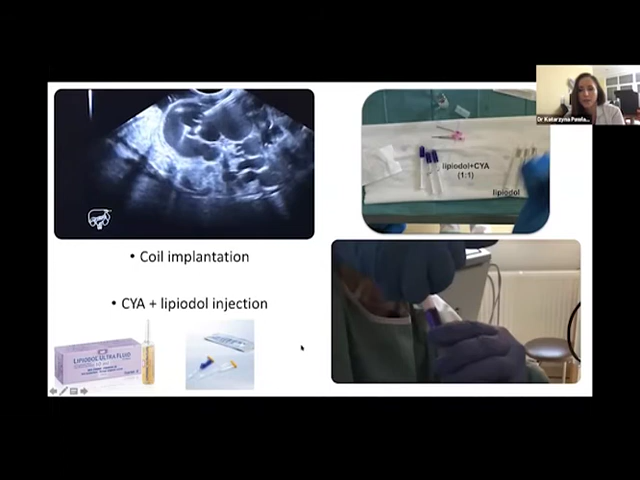 Dr Katarzyna Pawla...
lipiodol+CYA
(1:1)
lipiodol
• Coil implantation
• CYA + lipiodol injection
LIPIODOL ULTRA FLUID